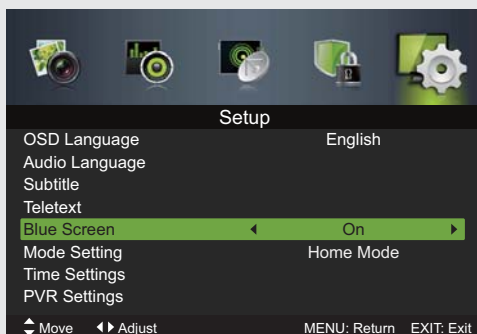 Setup
OSD Language English
Audio Language
Subtitle
Teletext
Blue Screen On
Mode Setting Home Mode
Time Settings
PVR Settings
Move Adjust MENU: Return EXIT: Exit